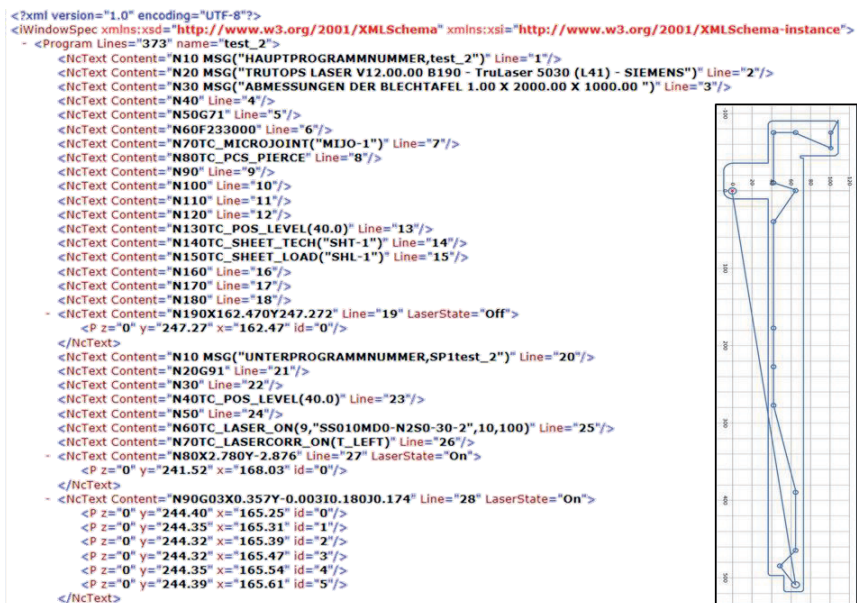 <?xml version="1.0" encoding="UTF-8"?>
<iWindowSpec xmlns:xsd="http://www.w3.org/2001/XMLSchema" xmlns:xsi="http://www.w3.org/2001/XMLSchema-instance">
- <Program Lines="373" name="test_2">
<NcText Content="N10 MSG("HAUPTPROGRAMMNUMMER,test_2")" Line="1"/>
<NcText Content="N20 MSG("TRUTOPS LASER V12.00.00 B190 - TruLaser 5030 (L41) - SIEMENS")" Line="2"/>
<NcText Content="N30 MSG("ABMESSUNGEN DER BLECHTAFEL 1.00 X 2000.00 X 1000.00 ")" Line="3"/>
<NcText Content="N40" Line="4"/>
<NcText Content="N50G71" Line="5"/>
<NcText Content="N60F233000" Line="6"/>
<NcText Content="N70TC_MICROJOINT("MIJO-1")" Line="7"/>
<NcText Content="N80TC_PCS_PIERCE" Line="8"/>
<NcText Content="N90" Line="9"/>
<NcText Content="N100" Line="10"/>
<NcText Content="N110" Line="11"/>
<NcText Content="N120" Line="12"/>
<NcText Content="N130TC_POS_LEVEL(40.0)" Line="13"/>
<NcText Content="N140TC_SHEET_TECH("SHT-1")" Line="14"/>
<NcText Content="N150TC_SHEET_LOAD("SHL-1")" Line="15"/>
<NcText Content="N160" Line="16"/>
<NcText Content="N170" Line="17"/>
<NcText Content="N180" Line="18"/>
- <NcText Content="N190X162.470Y247.272" Line="19" LaserState="Off">
<P z="0" y="247.27" x="162.47" id="0"/>
</NcText>
<NcText Content="N10 MSG("UNTERPROGRAMMNUMMER,SP1test_2")" Line="20"/>
<NcText Content="N20G91" Line="21"/>
<NcText Content="N30" Line="22"/>
<NcText Content="N40TC_POS_LEVEL(40.0)" Line="23"/>
<NcText Content="N50" Line="24"/>
<NcText Content="N60TC_LASER_ON(9,"SS010MD0-N2S0-30-2",10,100)" Line="25"/>
<NcText Content="N70TC_LASERCORR_ON(T_LEFT)" Line="26"/>
- <NcText Content="N80X2.780Y-2.876" Line="27" LaserState="On">
<P z="0" y="241.52" x="168.03" id="0"/>
</NcText>
- <NcText Content="N90G03X0.357Y-0.003I0.180J0.174" Line="28" LaserState="On">
<P z="0" y="244.40" x="165.25" id="0"/>
<P z="0" y="244.35" x="165.31" id="1"/>
<P z="0" y="244.32" x="165.39" id="2"/>
<P z="0" y="244.32" x="165.47" id="3"/>
<P z="0" y="244.35" x="165.54" id="4"/>
<P z="0" y="244.39" x="165.61" id="5"/>
</NcText>
-100
0 20 40 60 80 100 120
0
100
200
300
400
500